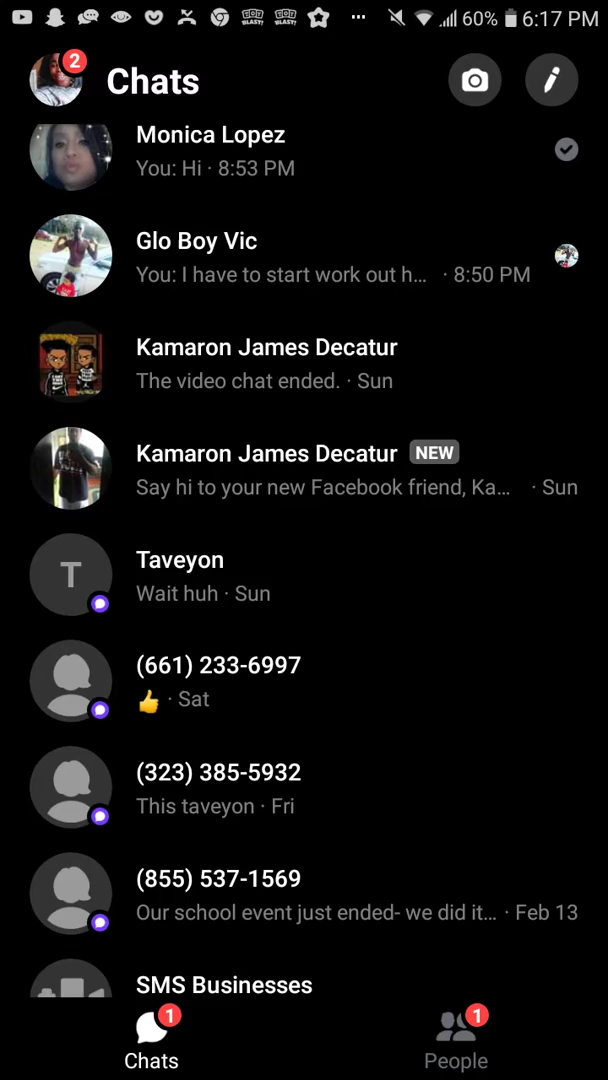 60% 6:17 PM
2
Chats
Monica Lopez
You: Hi · 8:53 PM
Glo Boy Vic
You: I have to start work out h... · 8:50 PM
Kamaron James Decatur
The video chat ended. · Sun
Kamaron James Decatur NEW
Say hi to your new Facebook friend, Ka... · Sun
T
Taveyon
Wait huh · Sun
(661) 233-6997
👍 · Sat
(323) 385-5932
This taveyon · Fri
(855) 537-1569
Our school event just ended- we did it... · Feb 13
SMS Businesses
1
1
Chats
People